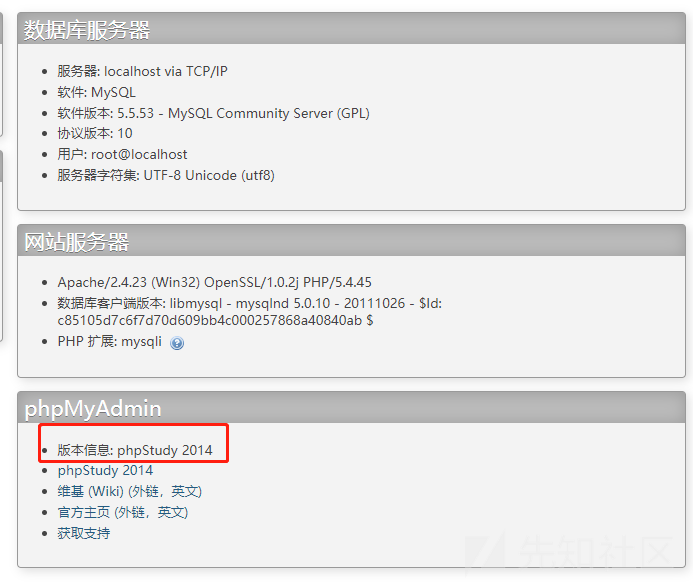 数据库服务器
服务器: localhost via TCP/IP
软件: MySQL
软件版本: 5.5.53 - MySQL Community Server (GPL)
协议版本: 10
用户: root@localhost
服务器字符集: UTF-8 Unicode (utf8)
网站服务器
Apache/2.4.23 (Win32) OpenSSL/1.0.2j PHP/5.4.45
数据库客户端版本: libmysql - mysqlnd 5.0.10 - 20111026 - $Id:
c85105d7c6f7d70d609bb4c000257868a40840ab $
PHP 扩展: mysqli
phpMyAdmin
版本信息: phpStudy 2014
phpStudy 2014
维基 (Wiki) (外链，英文)
官方主页 (外链，英文)
获取支持
先知社区